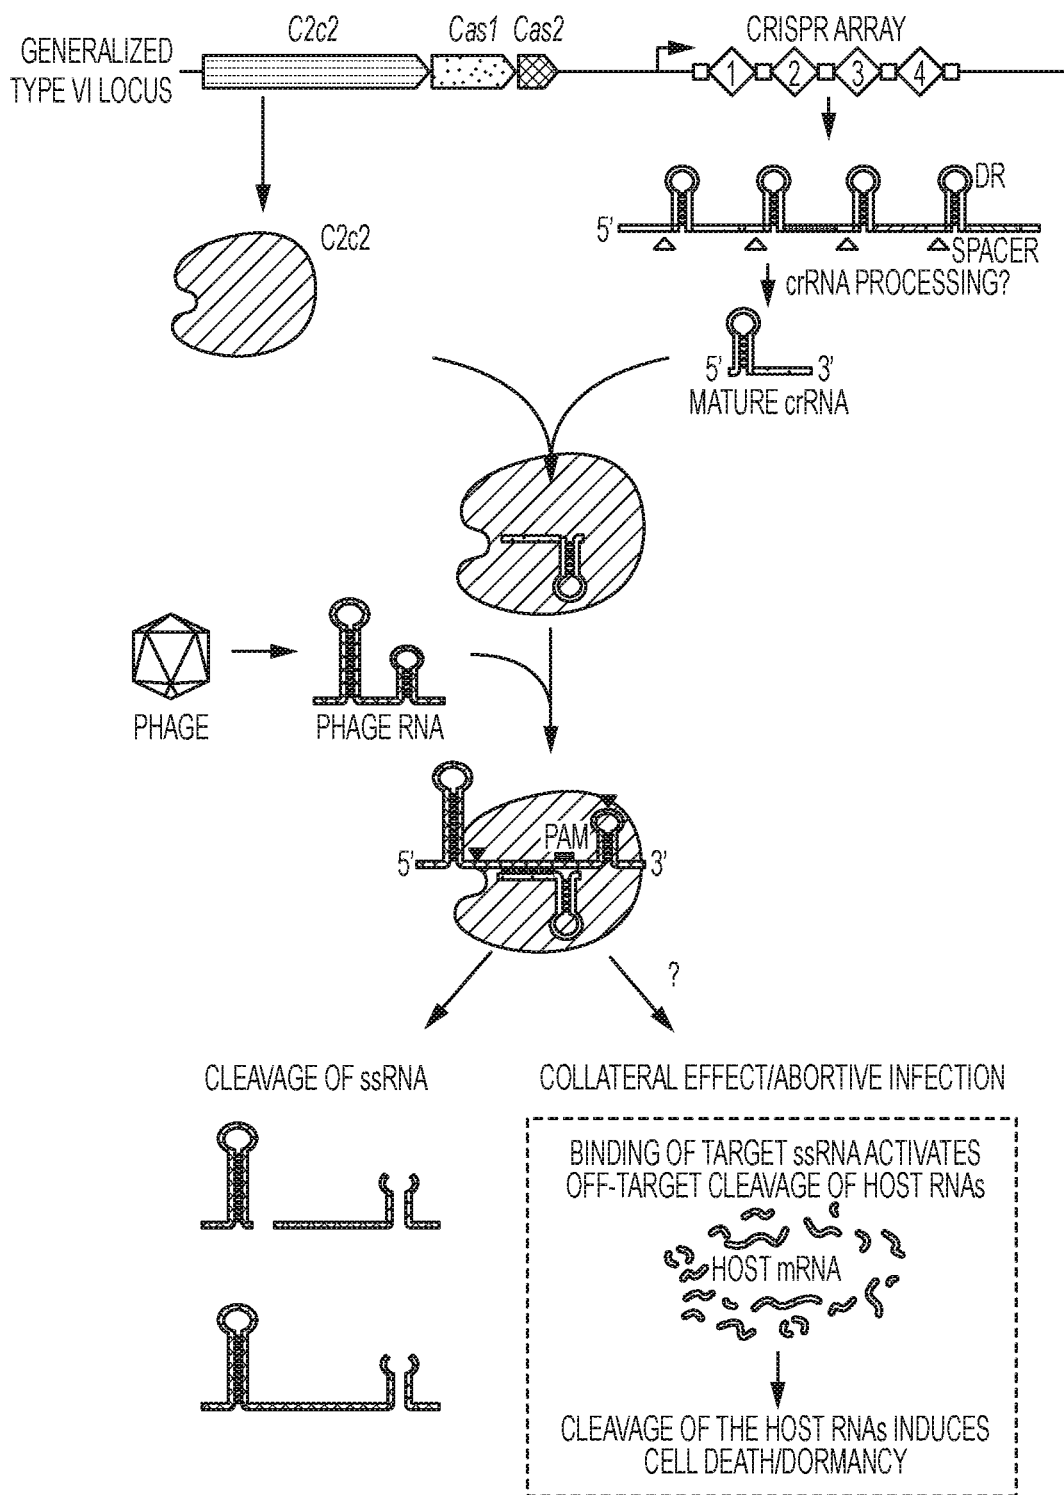 GENERALIZED
TYPE VI LOCUS
C2c2
Cas1
Cas2
CRISPR ARRAY
1
2
3
4
DR
5'
SPACER
C2c2
crRNA PROCESSING?
5'
3'
MATURE crRNA
PHAGE
PHAGE RNA
PAM
5'
3'
?
CLEAVAGE OF ssRNA
COLLATERAL EFFECT/ABORTIVE INFECTION
BINDING OF TARGET ssRNA ACTIVATES
OFF-TARGET CLEAVAGE OF HOST RNAs
HOST mRNA
CLEAVAGE OF THE HOST RNAs INDUCES
CELL DEATH/DORMANCY